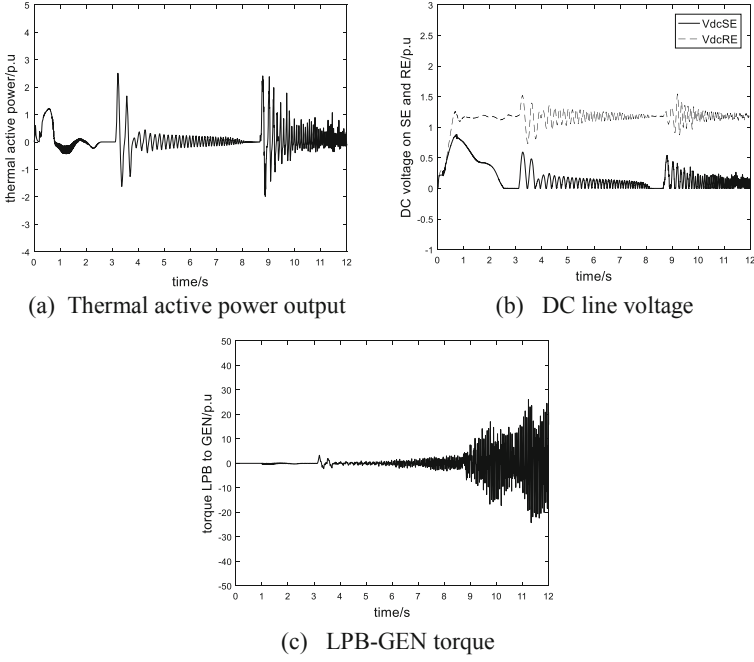 thermal active power/p.u
5
4
3
2
1
0
-1
-2
-3
-4
0 1 2 3 4 5 6 7 8 9 10 11 12
time/s
(a) Thermal active power output
DC voltage on SE and RE/p.u
3
2.5
2
1.5
1
0.5
0
-0.5
-1
0 1 2 3 4 5 6 7 8 9 10 11 12
time/s
VdcSE
VdcRE
(b) DC line voltage
torque LPB to GEN/p.u
50
40
30
20
10
0
-10
-20
-30
-40
-50
0 1 2 3 4 5 6 7 8 9 10 11 12
time/s
(c) LPB-GEN torque